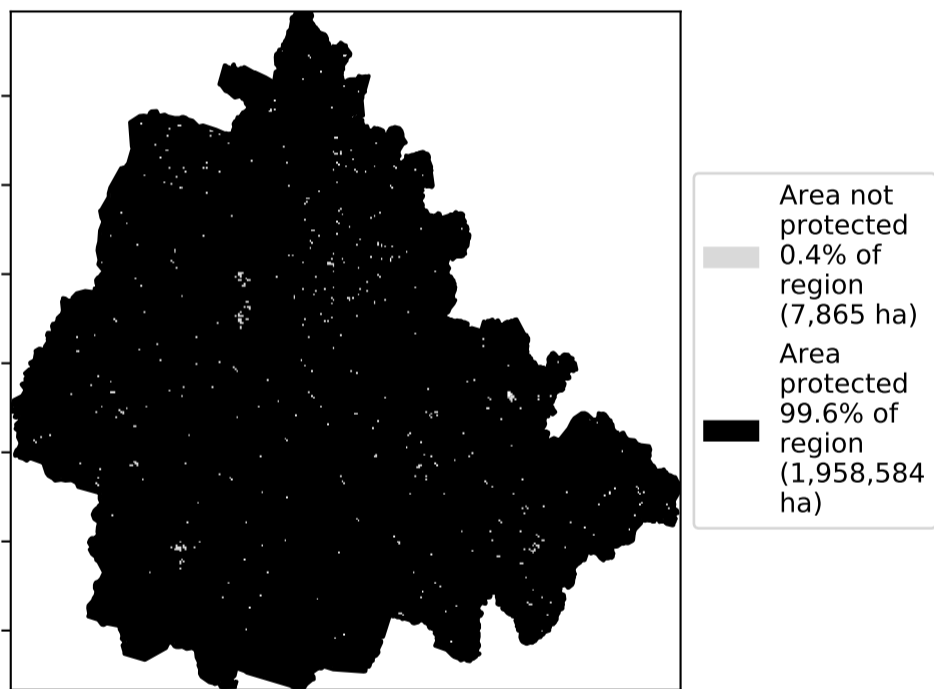 Area not
protected
0.4% of
region
(7,865 ha)
Area
protected
99.6% of
region
(1,958,584
ha)